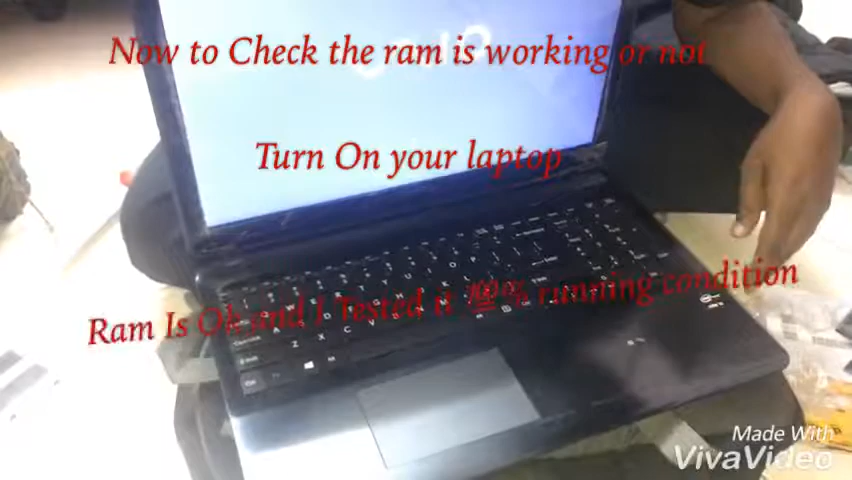 Now to Check the ram is working or not
Turn On your laptop
Ram Is Ok and I Tested it 💯% running condition
Made With
VivaVideo